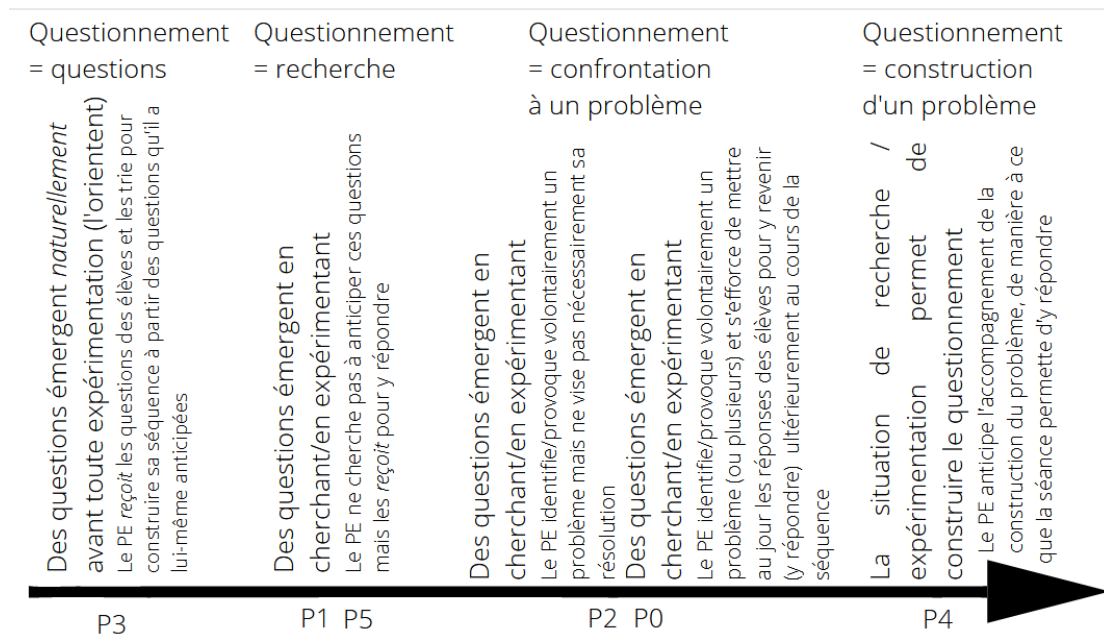 Questionnement
= questions
Questionnement
= recherche
Questionnement
= confrontation
à un problème
Questionnement
= construction
d'un problème
Des questions émergent naturellement
avant toute expérimentation (l'orientent)
Le PE reçoit les questions des élèves et les trie pour
construire sa séquence à partir des questions qu'il a
lui-même anticipées
Des questions émergent en
cherchant/en expérimentant
Le PE ne cherche pas à anticiper ces questions
mais les reçoit pour y répondre
Des questions émergent en
cherchant/en expérimentant
Le PE identifie/provoque volontairement un
problème mais ne vise pas nécessairement sa
résolution
Des questions émergent en
cherchant/en expérimentant
Le PE identifie/provoque volontairement un
problème (ou plusieurs) et s'efforce de mettre
au jour les réponses des élèves pour y revenir
(y répondre) ultérieurement au cours de la
séquence
La situation de recherche /
expérimentation permet de
construire le questionnement
Le PE anticipe l'accompagnement de la
construction du problème, de manière à ce
que la séance permette d'y répondre
P3
P1 P5
P2 P0
P4